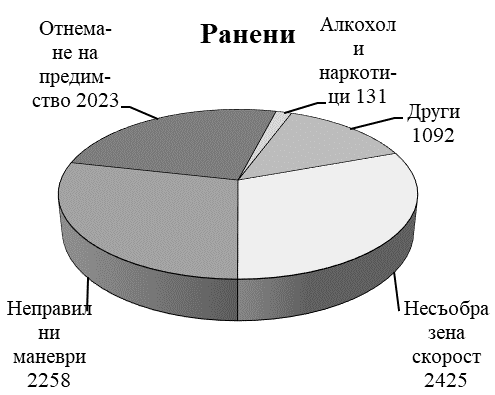 Ранени
Отнема-
не на
предим-
ство 2023
Алкохол
и
наркоти-
ци 131
Други
1092
Неправил
ни
маневри
2258
Несъобра
зена
скорост
2425